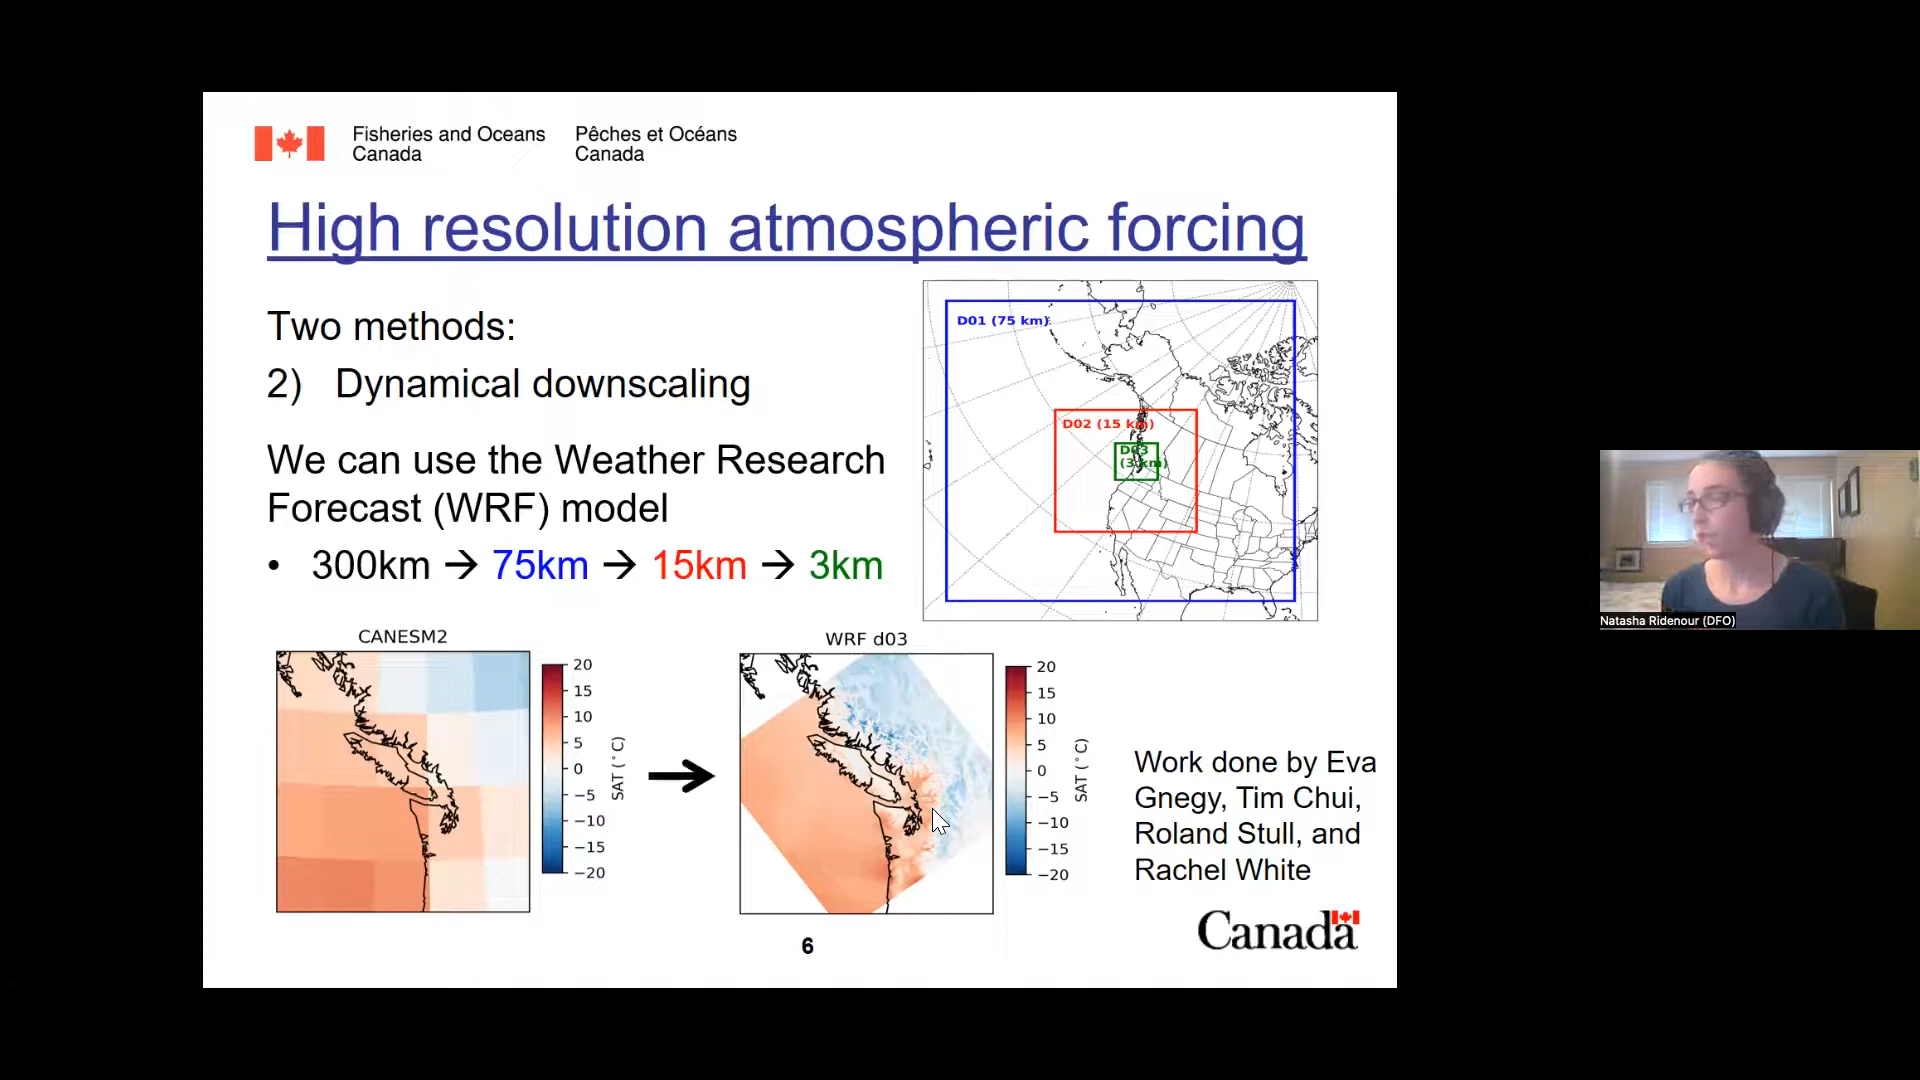 Fisheries and Oceans
Canada
Pêches et Océans
Canada
High resolution atmospheric forcing
Two methods:
2) Dynamical downscaling
We can use the Weather Research
Forecast (WRF) model
• 300km → 75km → 15km → 3km
D01 (75 km)
D02 (15 km)
D03
(3 km)
CANESM2
20
15
10
5
0
−5
−10
−15
−20
SAT (°C)
WRF d03
20
15
10
5
0
−5
−10
−15
−20
SAT (°C)
Work done by Eva
Gnegy, Tim Chui,
Roland Stull, and
Rachel White
Canada
6
Natasha Ridenour (DFO)